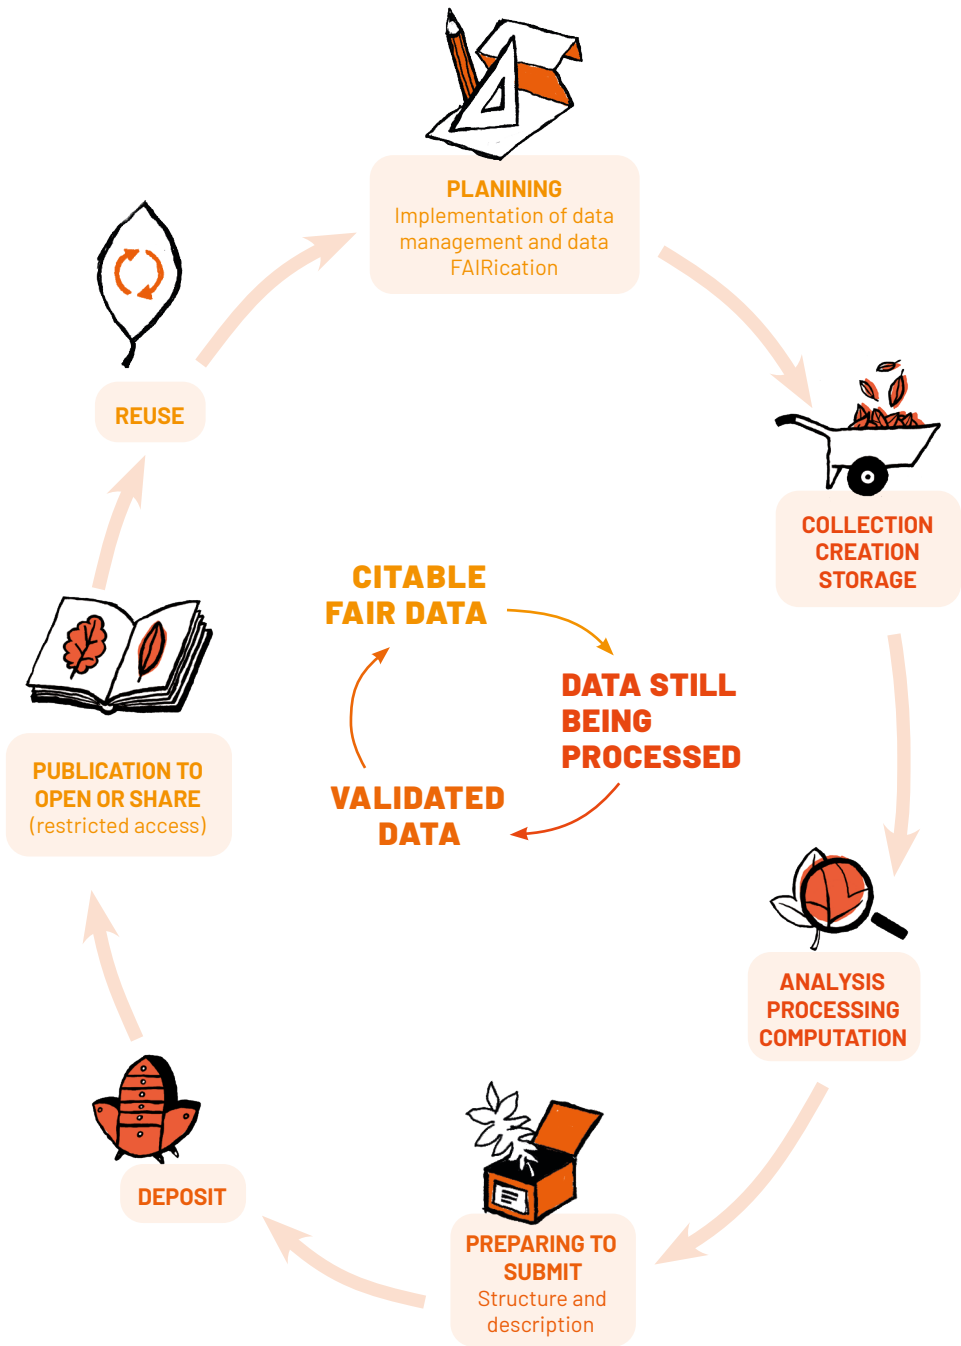 PLANINING
Implementation of data
management and data
FAIRication
COLLECTION
CREATION
STORAGE
ANALYSIS
PROCESSING
COMPUTATION
PREPARING TO
SUBMIT
Structure and
description
DEPOSIT
PUBLICATION TO
OPEN OR SHARE
(restricted access)
REUSE
CITABLE
FAIR DATA
DATA STILL
BEING
PROCESSED
VALIDATED
DATA